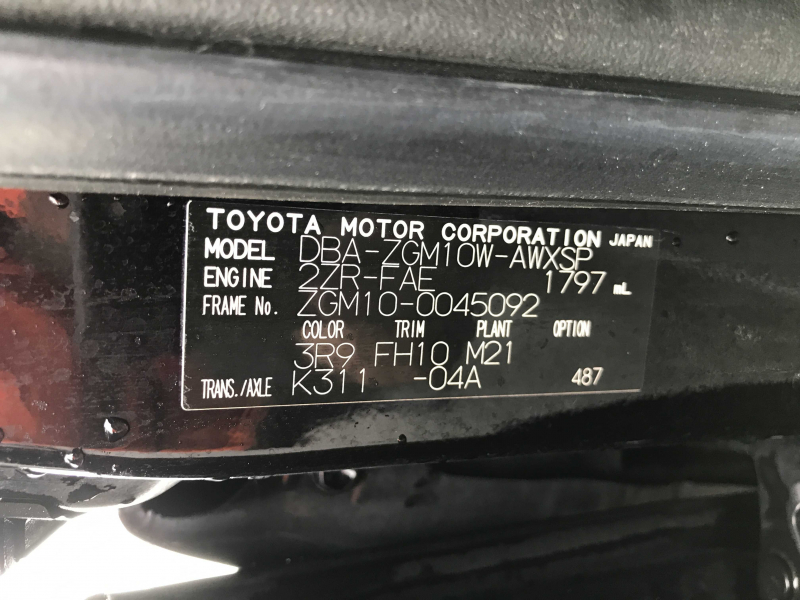 TOYOTA MOTOR CORPORATION JAPAN
MODEL DBA-ZGM10W-AWXSP
ENGINE 2ZR-FAE 1797 mL
FRAME No. ZGM10-0045092
COLOR TRIM PLANT OPTION
3R9 FH10 M21
TRANS./AXLE K311 -04A 487